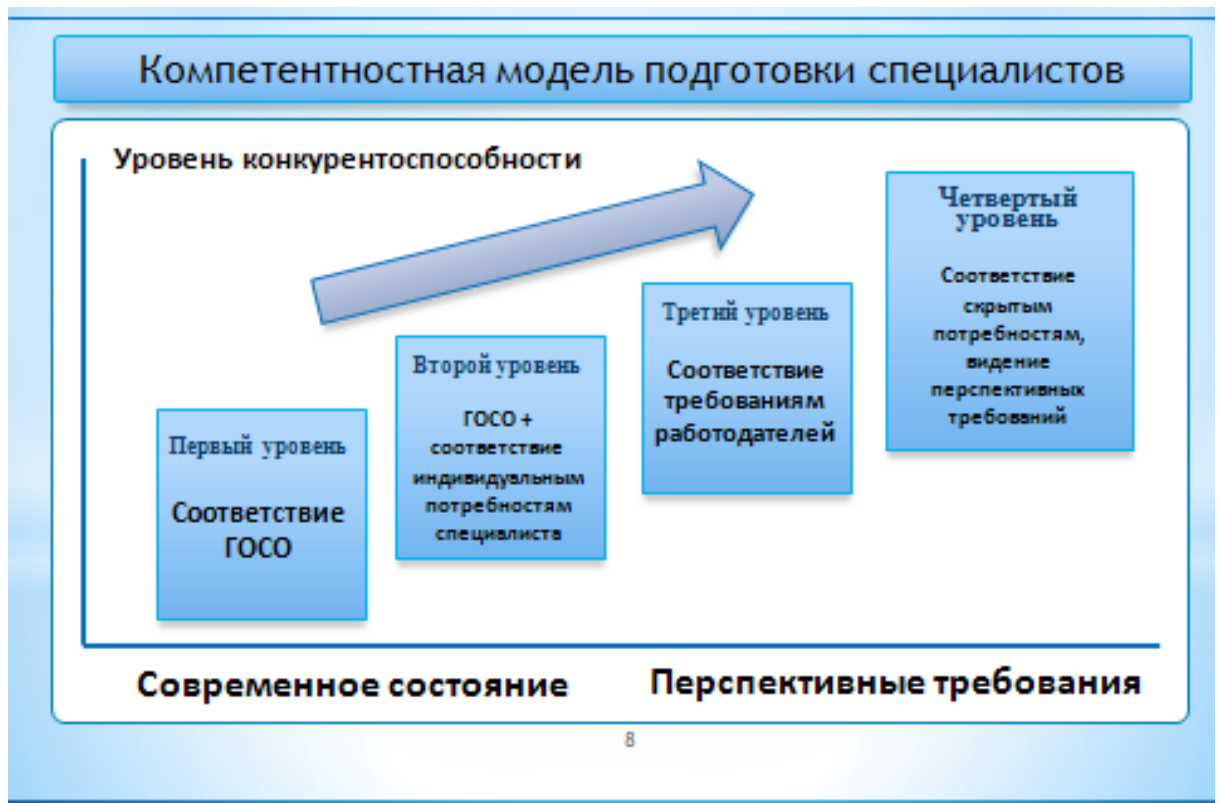 Компетентностная модель подготовки специалистов
Уровень конкурентоспособности
Первый уровень
Соответствие
ГОСО
Второй уровень
ГОСО +
соответствие
индивидуальным
потребностям
специалиста
Третий уровень
Соответствие
требованиям
работодателей
Четвертый
уровень
Соответствие
скрытым
потребностям,
видение
перспективных
требований
Современное состояние
Перспективные требования
8